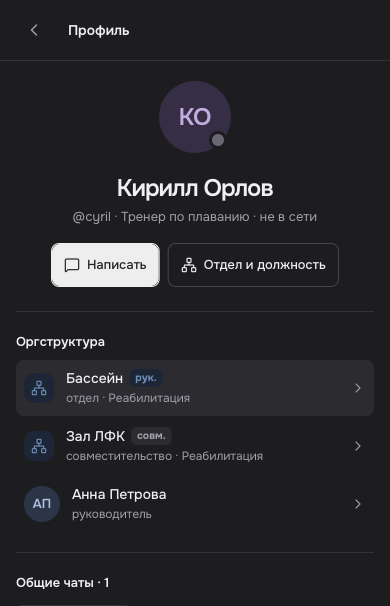 Профиль
КО
Кирилл Орлов
@cyril · Тренер по плаванию · не в сети
Написать
Отдел и должность
Оргструктура
Бассейн рук.
отдел · Реабилитация
Зал ЛФК совм.
совместительство · Реабилитация
АП
Анна Петрова
руководитель
Общие чаты · 1